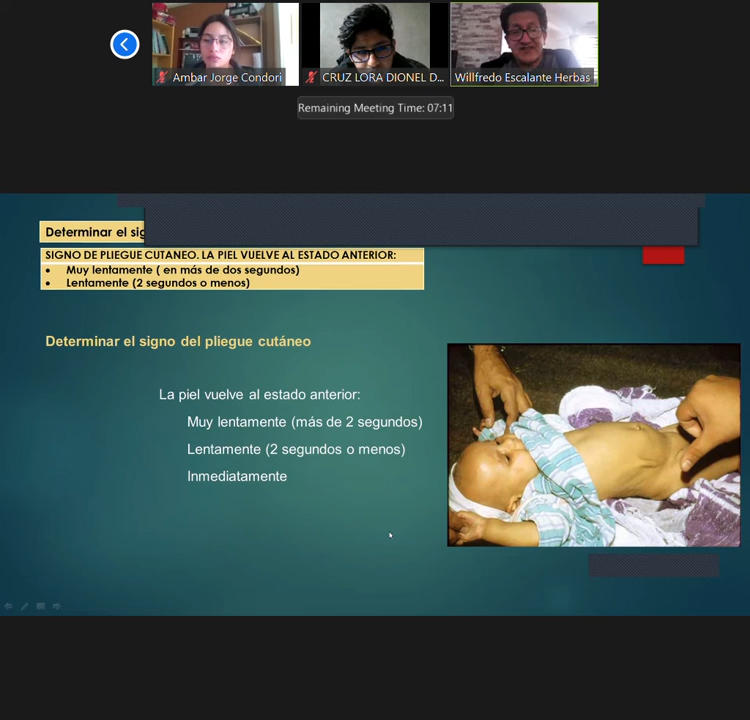 Ambar Jorge Condori
CRUZ LORA DIONEL D...
Willfredo Escalante Herbas
Remaining Meeting Time: 07:11
Determinar el sig
SIGNO DE PLIEGUE CUTANEO. LA PIEL VUELVE AL ESTADO ANTERIOR:
• Muy lentamente ( en más de dos segundos)
• Lentamente (2 segundos o menos)
Determinar el signo del pliegue cutáneo
La piel vuelve al estado anterior:
Muy lentamente (más de 2 segundos)
Lentamente (2 segundos o menos)
Inmediatamente